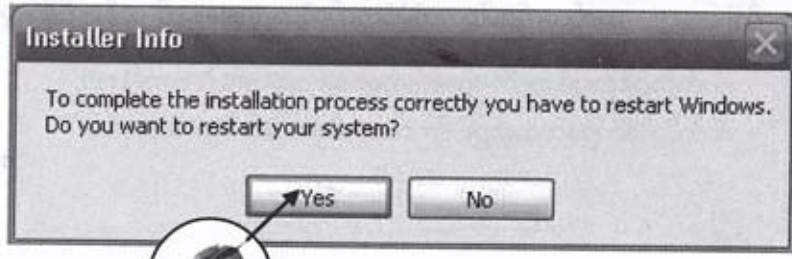 Installer Info
To complete the installation process correctly you have to restart Windows.
Do you want to restart your system?
Yes
No